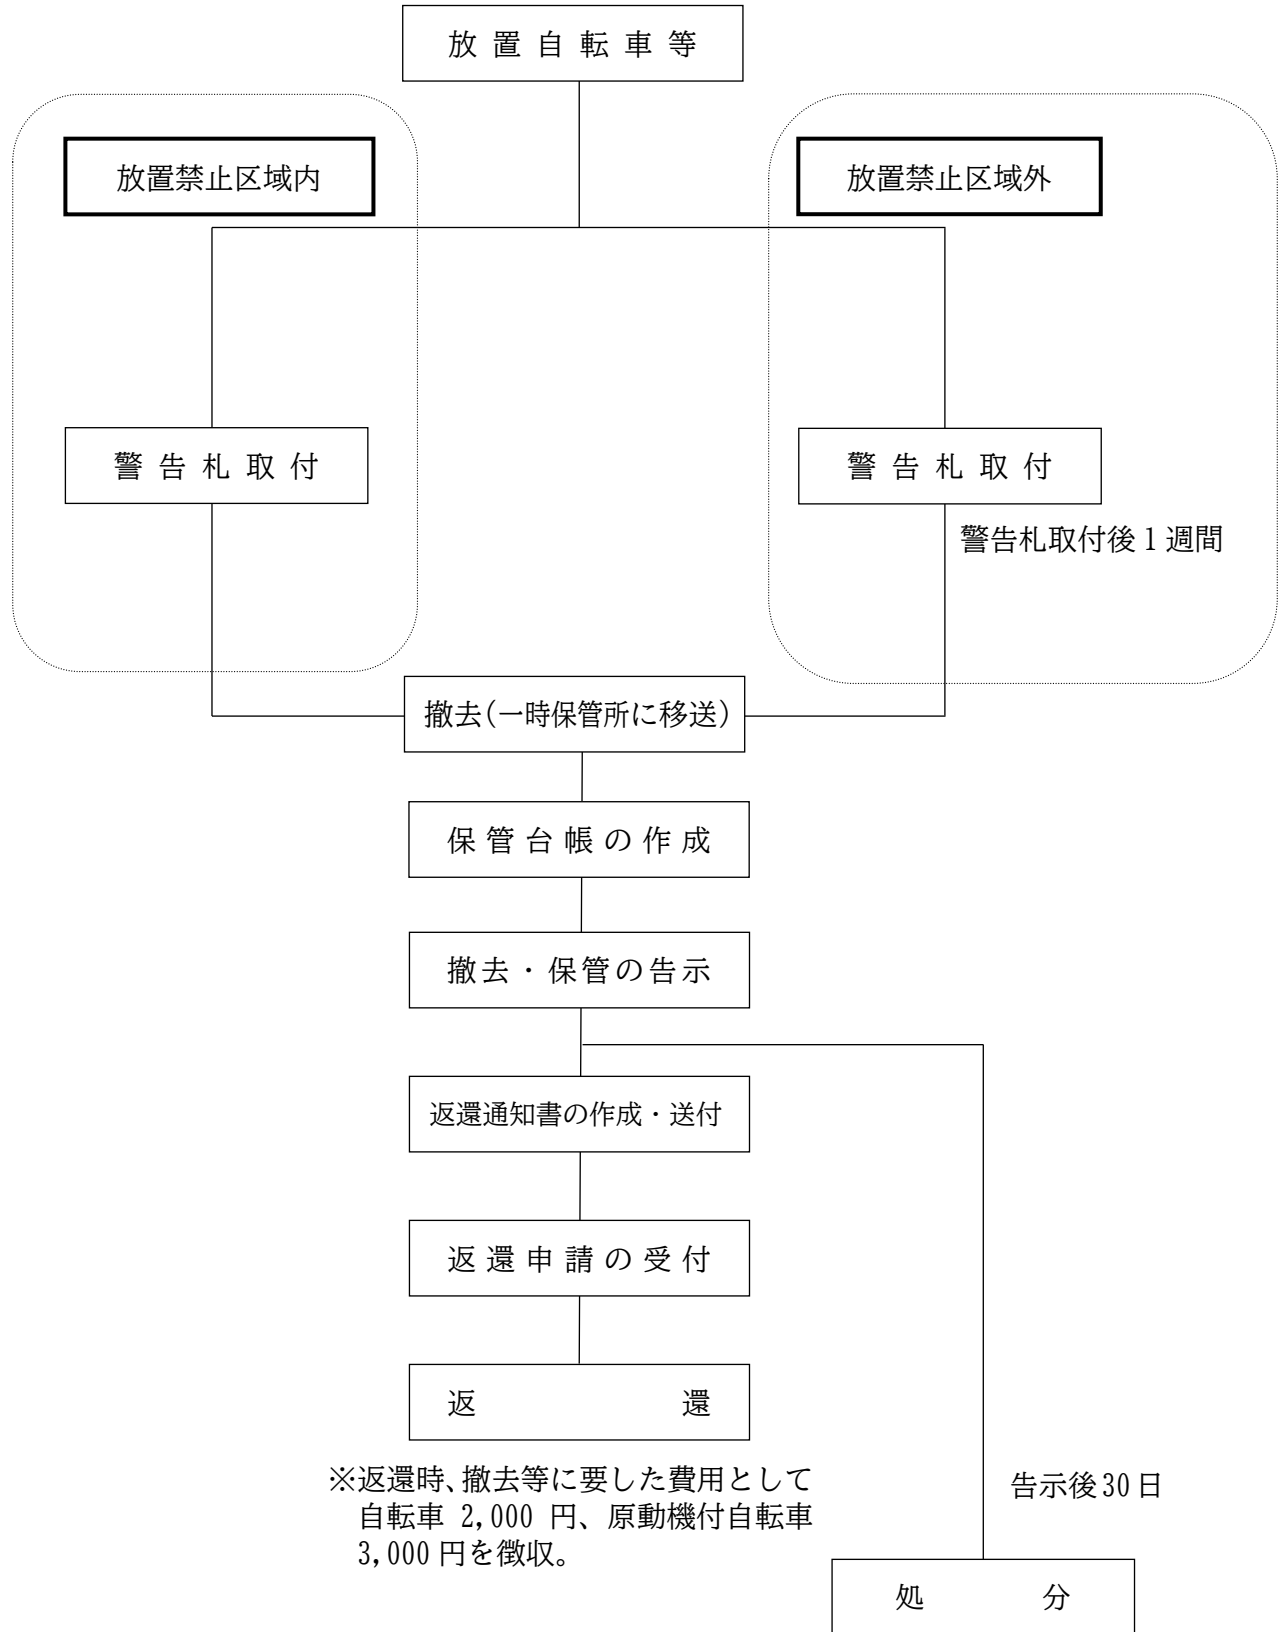 放置自転車等
放置禁止区域内
放置禁止区域外
警告札取付
警告札取付
警告札取付後1週間
撤去(一時保管所に移送)
保管台帳の作成
撤去・保管の告示
返還通知書の作成・送付
返還申請の受付
返還
※返還時、撤去等に要した費用として
自転車 2,000 円、原動機付自転車
3,000 円を徴収。
告示後30日
処分